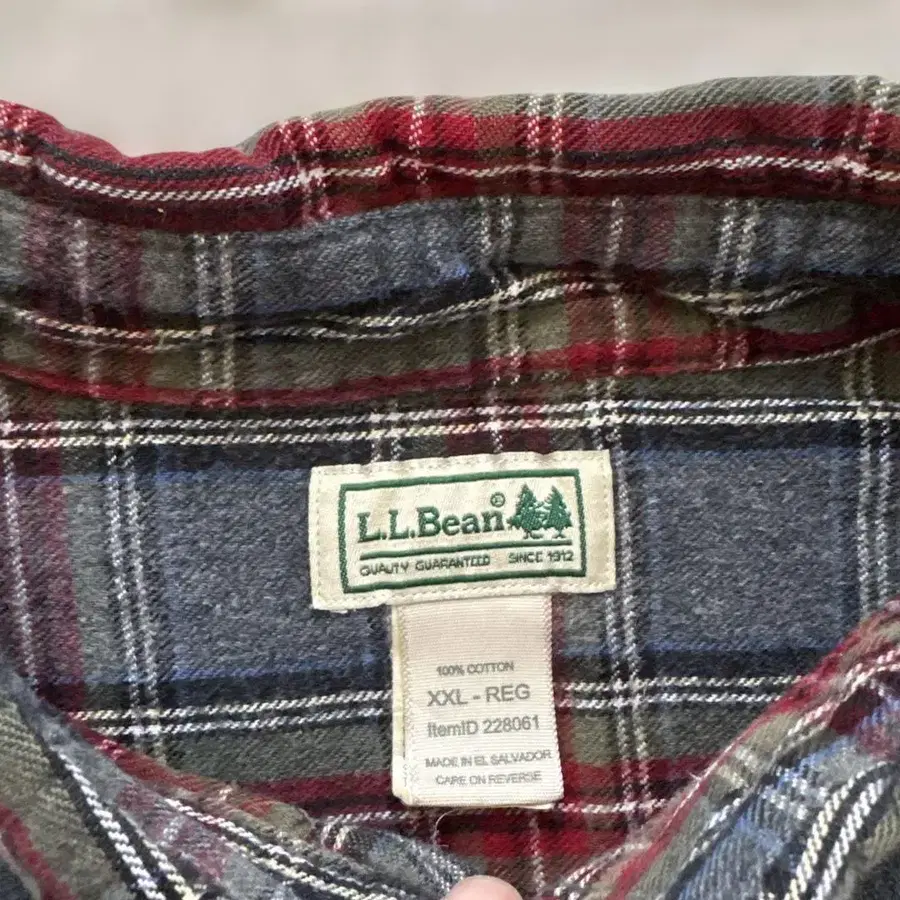 L.L.Bean®
QUALITY GUARANTEED SINCE 1912
100% COTTON
XXL - REG
ItemID 228061
MADE IN EL SALVADOR
CARE ON REVERSE